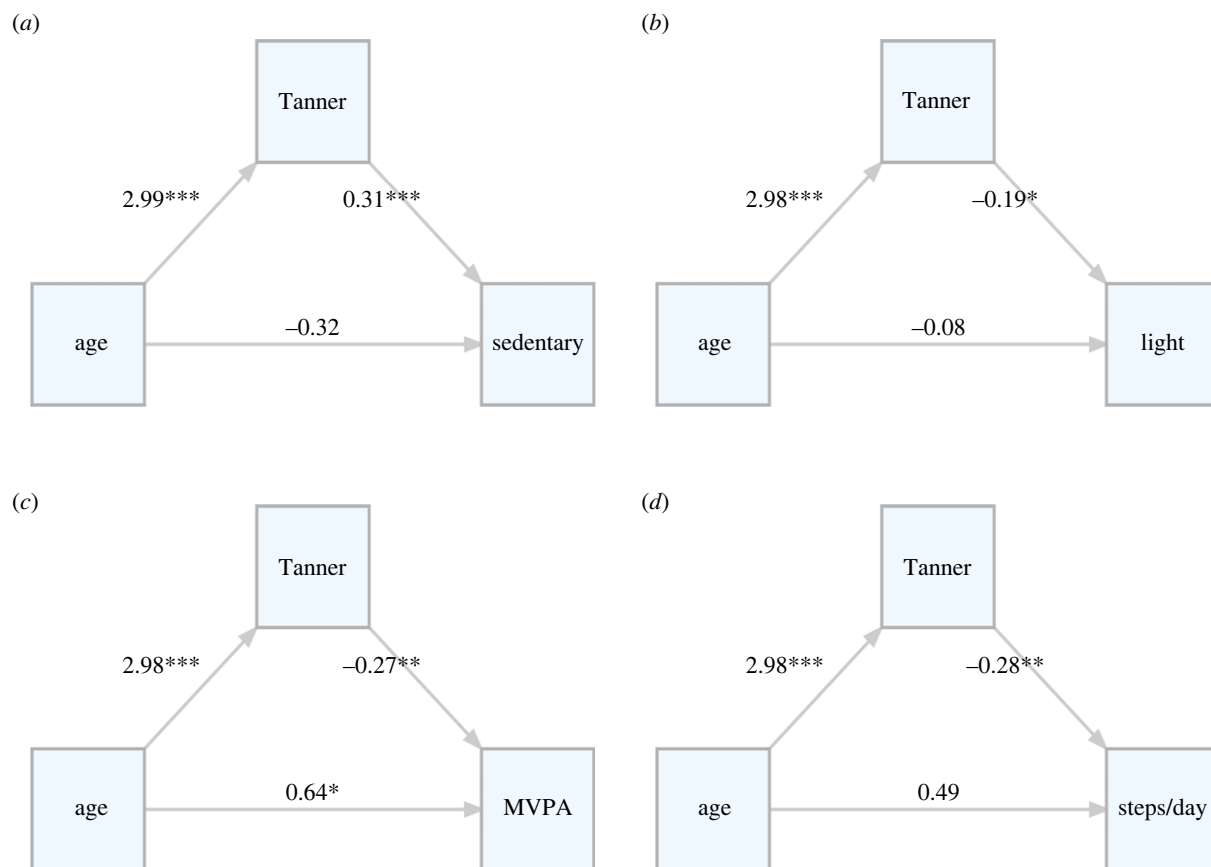 (a)
Tanner
2.99***
0.31***
–0.32
age
sedentary
(b)
Tanner
2.98***
–0.19*
–0.08
age
light
(c)
Tanner
2.98***
–0.27**
0.64*
age
MVPA
(d)
Tanner
2.98***
–0.28**
0.49
age
steps/day